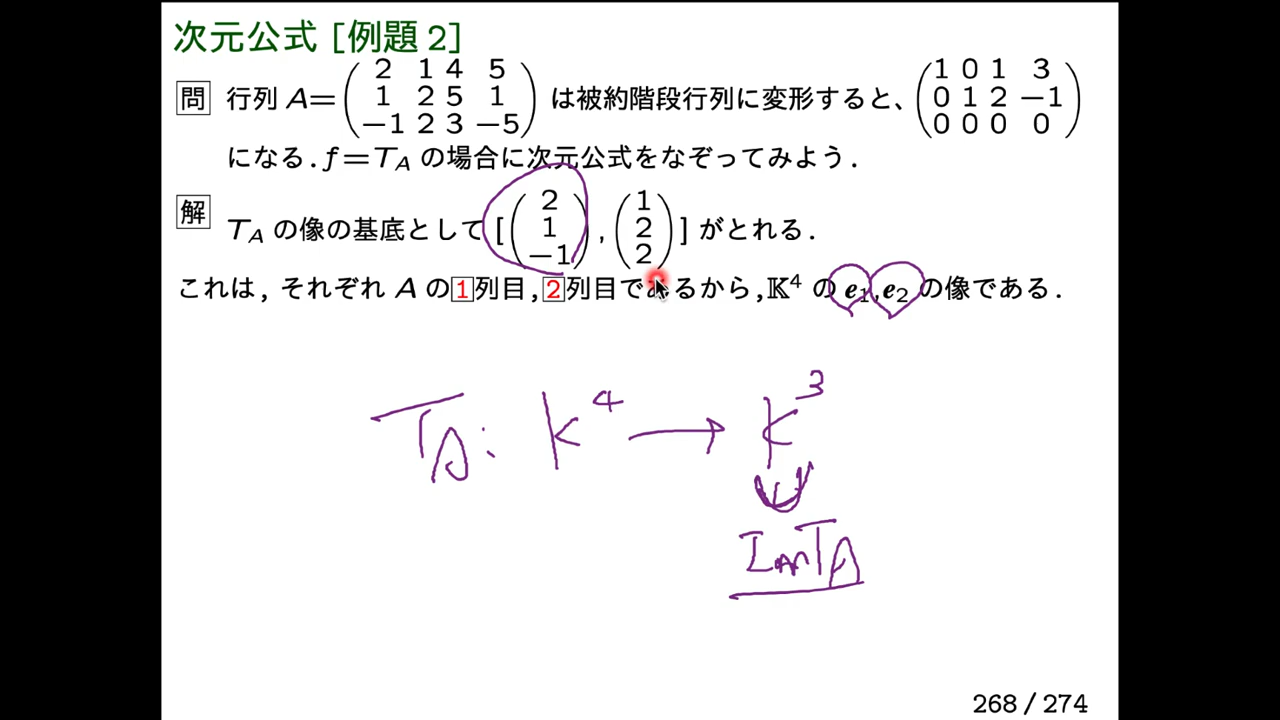 次元公式 [例題 2]
問 行列 A=(2 1 4 5
1 2 5 1
−1 2 3 −5) は被約階段行列に変形すると、(1 0 1 3
0 1 2 −1
0 0 0 0)
になる. f=T_A の場合に次元公式をなぞってみよう.
解 T_A の像の基底として [(2
1
−1), (1
2
2)] がとれる.
これは, それぞれ A の1列目, 2列目であるから, 𝕂⁴ の e₁, e₂ の像である.
T_A: K⁴ → K³
∪
Im T_A
268 / 274